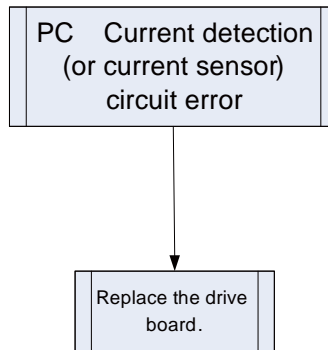 PC Current detection
(or current sensor)
circuit error
Replace the drive
board.